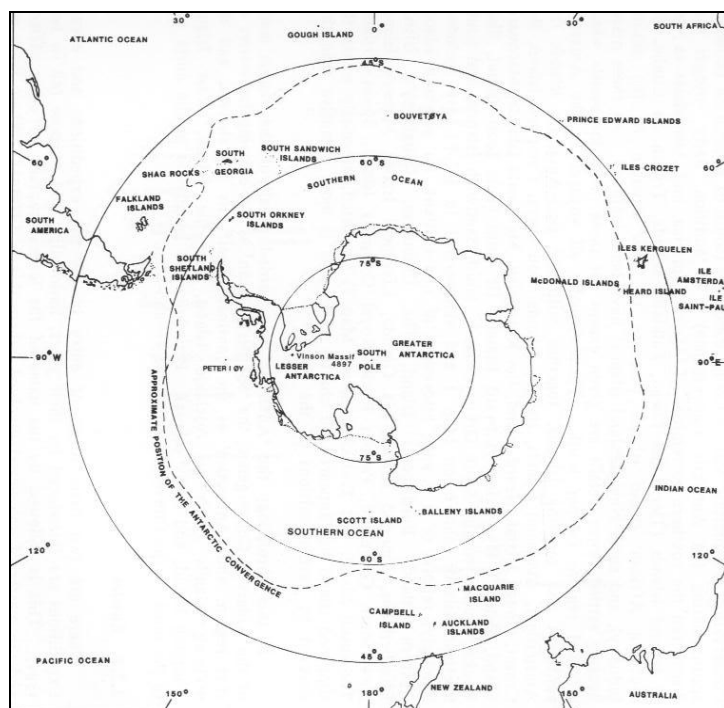 30°
0°
30°
SOUTH AFRICA
ATLANTIC OCEAN
GOUGH ISLAND
45°S
BOUVETØYA
PRINCE EDWARD ISLANDS
60°
SOUTH
GEORGIA
SOUTH SANDWICH
ISLANDS
60°S
ILES CROZET
60°
SHAG ROCKS
SOUTHERN OCEAN
FALKLAND
ISLANDS
SOUTH
AMERICA
SOUTH ORKNEY
ISLANDS
ILES KERGUELEN
SOUTH
SHETLAND
ISLANDS
75°S
McDONALD ISLANDS
HEARD ISLAND
ILE
AMSTERDA
ILE
SAINT-PAU
90°W
PETER I ØY
Vinson Massif
4897
LESSER
ANTARCTICA
SOUTH
POLE
GREATER
ANTARCTICA
90°E
APPROXIMATE POSITION OF THE ANTARCTIC CONVERGENCE
75°S
INDIAN OCEAN
SCOTT ISLAND
BALLENY ISLANDS
SOUTHERN OCEAN
120°
60°S
120°
MACQUARIE
ISLAND
CAMPBELL
ISLAND
AUCKLAND
ISLANDS
45°S
PACIFIC OCEAN
150°
180°
NEW ZEALAND
150°
AUSTRALIA